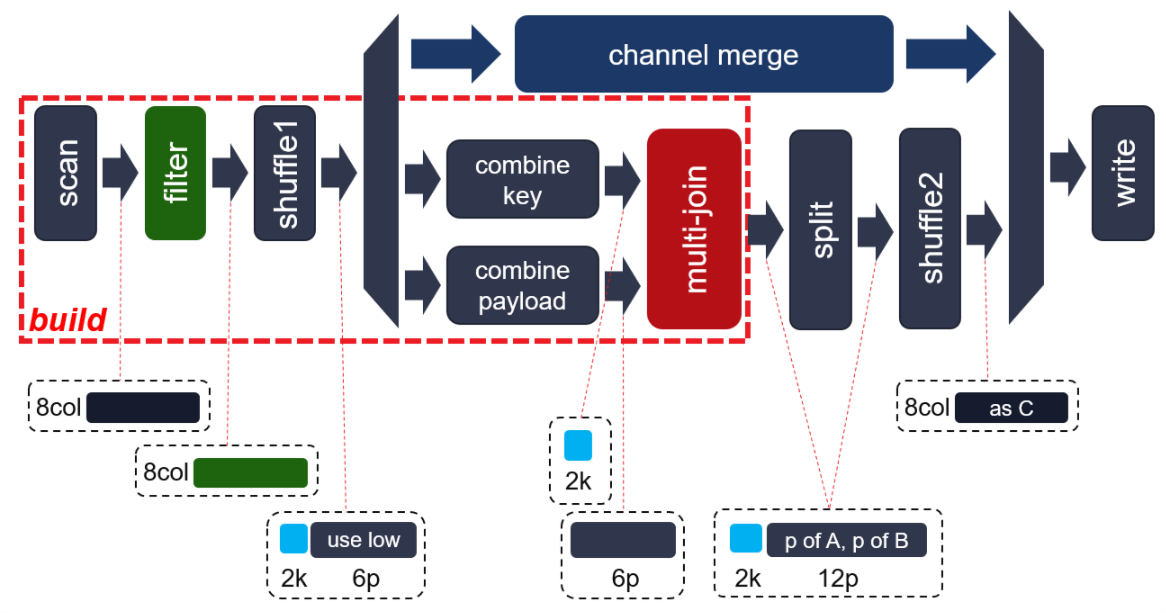 channel merge
scan
filter
shuffle1
combine
key
combine
payload
multi-join
split
shuffle2
write
build
8col
8col
use low
2k 6p
2k
6p
p of A, p of B
2k 12p
8col as C